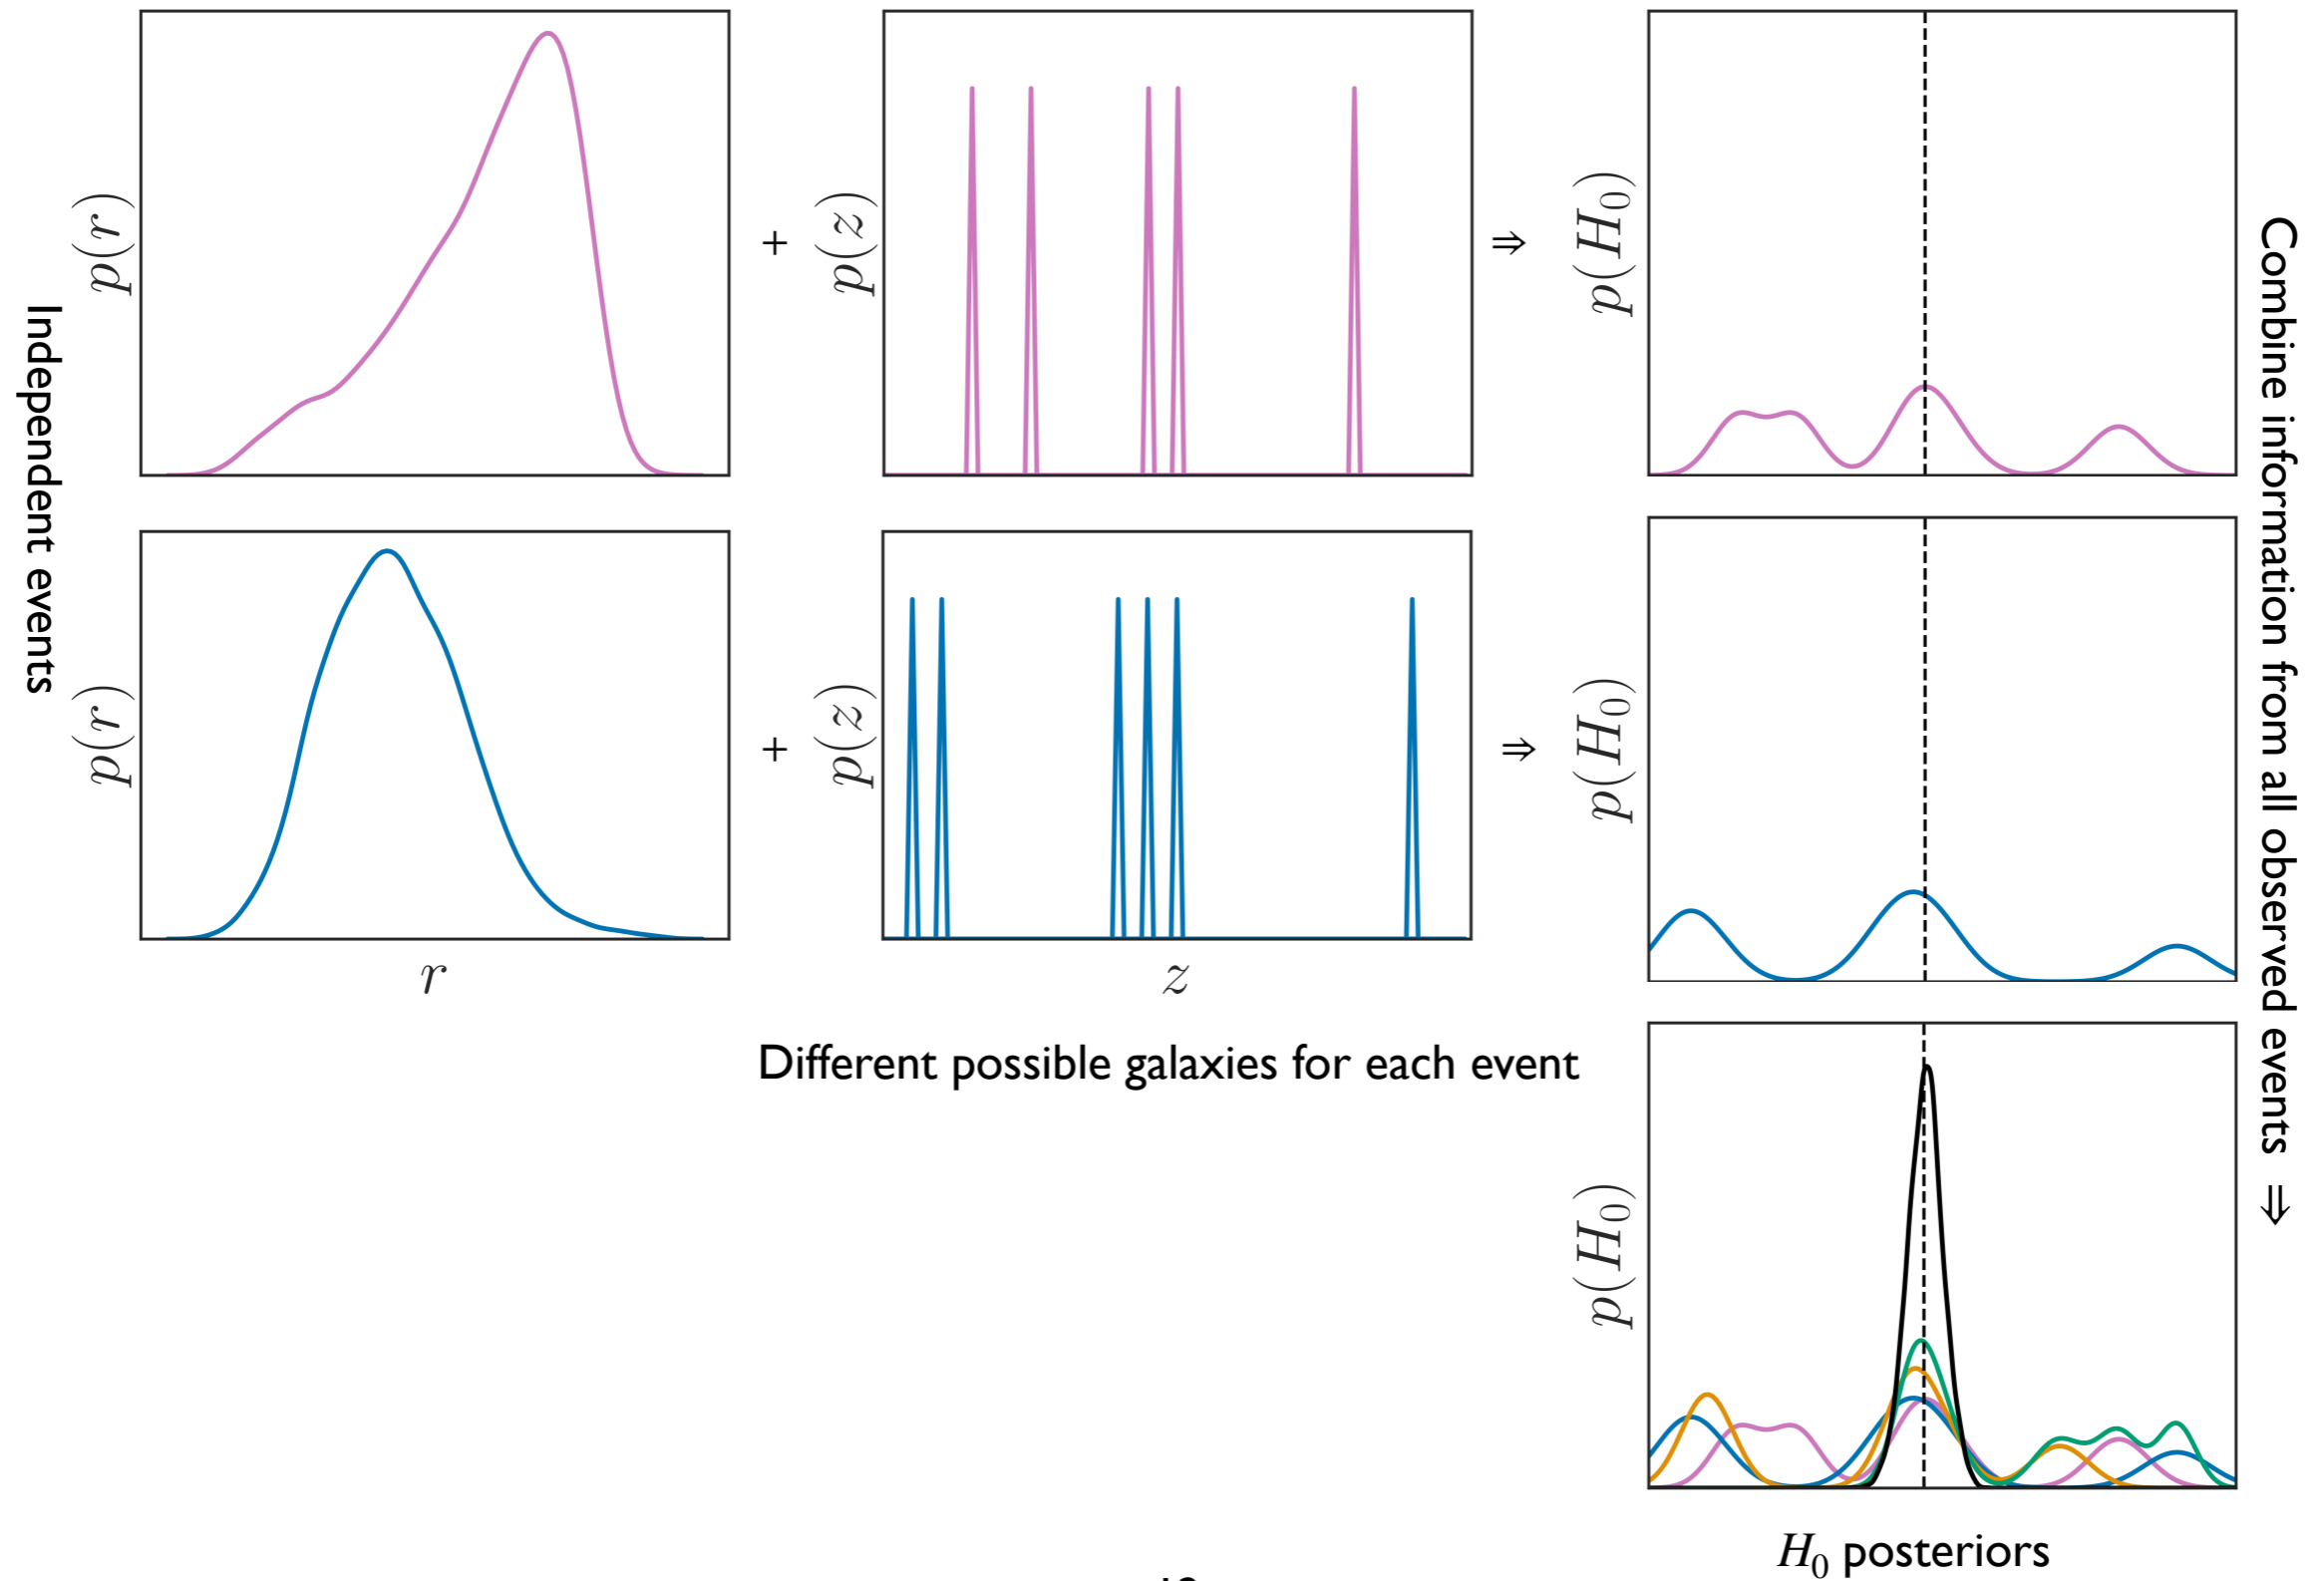 Independent events
p(r)
+
p(z)
⇒
p(H₀)
p(r)
+
p(z)
⇒
p(H₀)
r
z
Different possible galaxies for each event
p(H₀)
H₀ posteriors
Combine information from all observed events ⇒